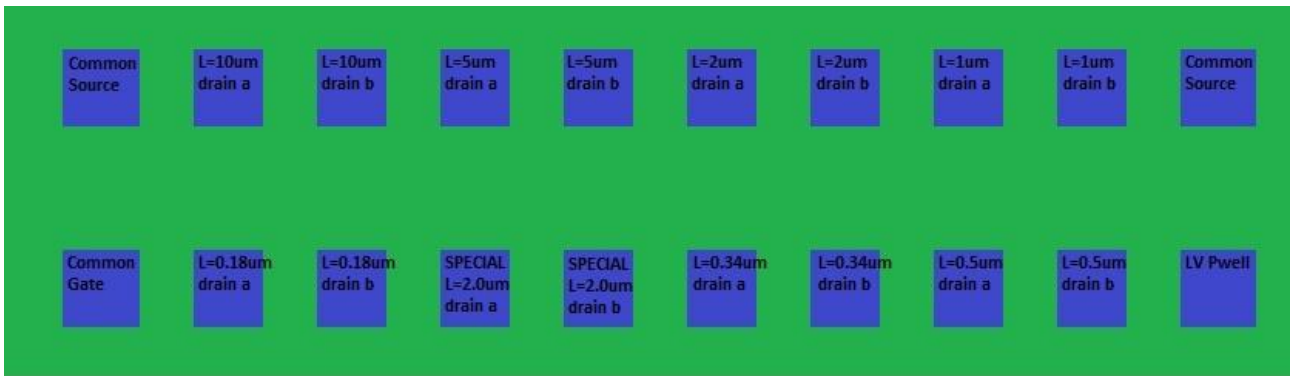 Common
Source
L=10um
drain a
L=10um
drain b
L=5um
drain a
L=5um
drain b
L=2um
drain a
L=2um
drain b
L=1um
drain a
L=1um
drain b
Common
Source
Common
Gate
L=0.18um
drain a
L=0.18um
drain b
SPECIAL
L=2.0um
drain a
SPECIAL
L=2.0um
drain b
L=0.34um
drain a
L=0.34um
drain b
L=0.5um
drain a
L=0.5um
drain b
LV Pwell